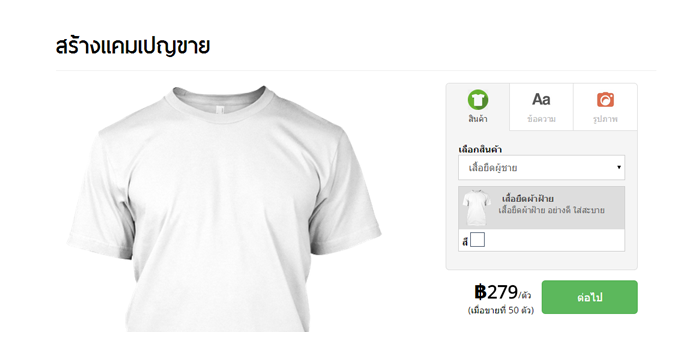 สร้างแคมเปญขาย
สินค้า
Aa
ข้อความ
รูปภาพ
เลือกสินค้า
เสื้อยืดผู้ชาย
เสื้อยืดผ้าฝ้าย
เสื้อยืดผ้าฝ้าย อย่างดี ใส่สะบาย
สี
฿279/ตัว
(เมื่อขายที่ 50 ตัว)
ต่อไป